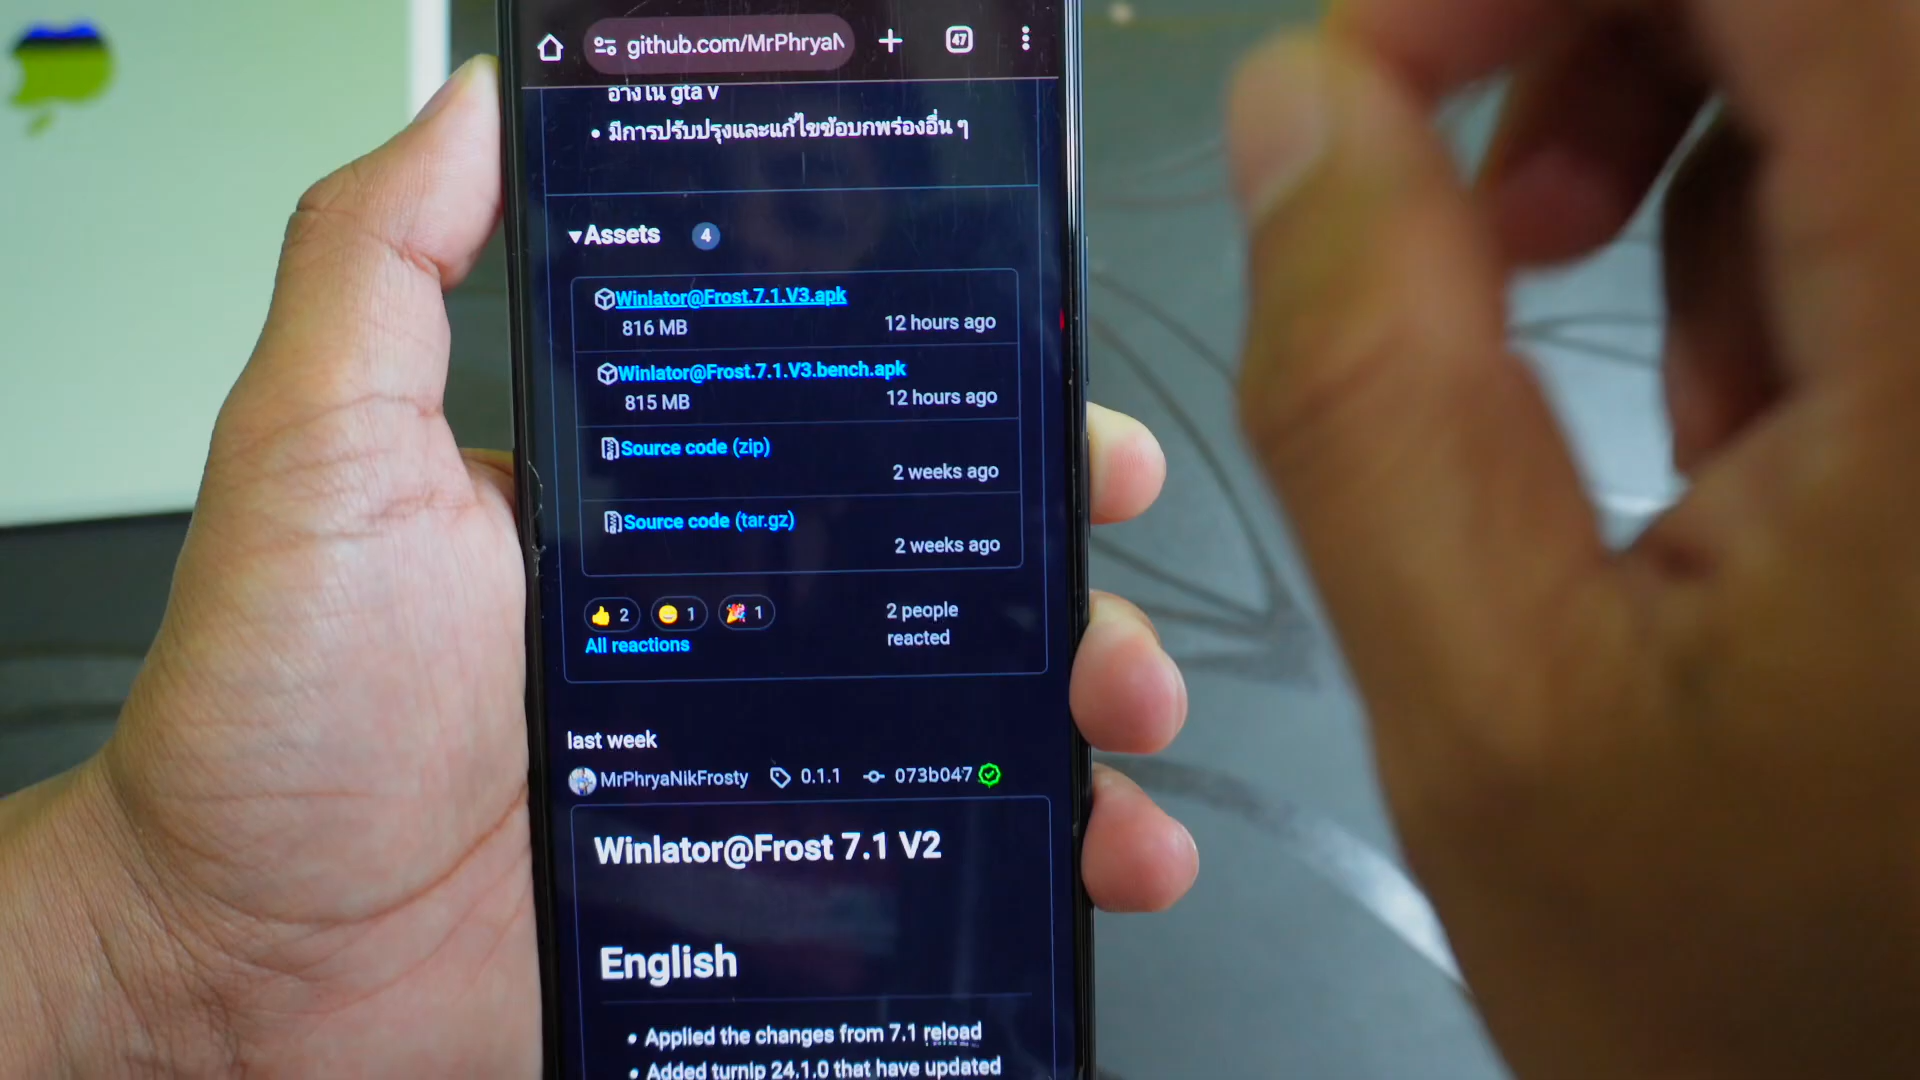 github.com/MrPhryaN
47
อ่างใน gta v
• มีการปรับปรุงและแก้ไขข้อบกพร่องอื่น ๆ
▼Assets 4
Winlator@Frost.7.1.V3.apk
816 MB 12 hours ago
Winlator@Frost.7.1.V3.bench.apk
815 MB 12 hours ago
Source code (zip)
2 weeks ago
Source code (tar.gz)
2 weeks ago
👍 2 😄 1 🎉 1 2 people
reacted
All reactions
last week
MrPhryaNikFrosty 0.1.1 073b047
Winlator@Frost 7.1 V2
English
• Applied the changes from 7.1 reload
• Added turnip 24.1.0 that have updated